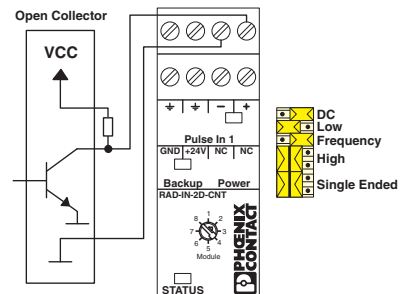 Open Collector
VCC
+
Pulse In 1
GND +24V NC NC
Backup Power
RAD-IN-2D-CNT
1
2
3
4
5
6
7
8
Module
STATUS
PHŒNIX
CONTACT
DC
Low
Frequency
High
Single Ended